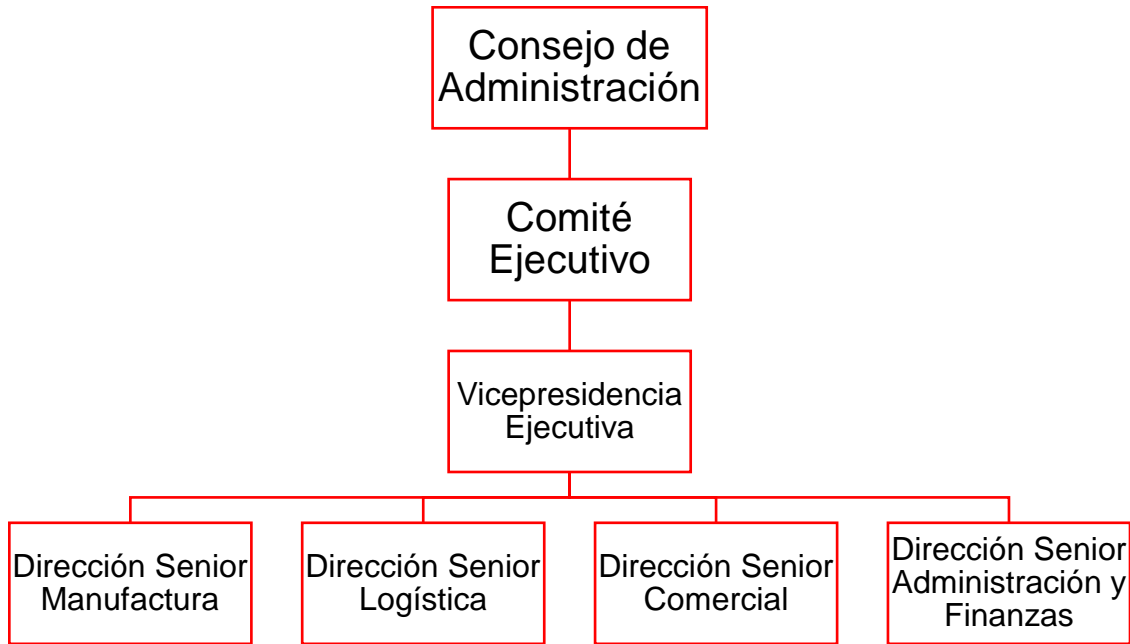 Consejo de
Administración
Comité
Ejecutivo
Vicepresidencia
Ejecutiva
Dirección Senior
Manufactura
Dirección Senior
Logística
Dirección Senior
Comercial
Dirección Senior
Administración y
Finanzas